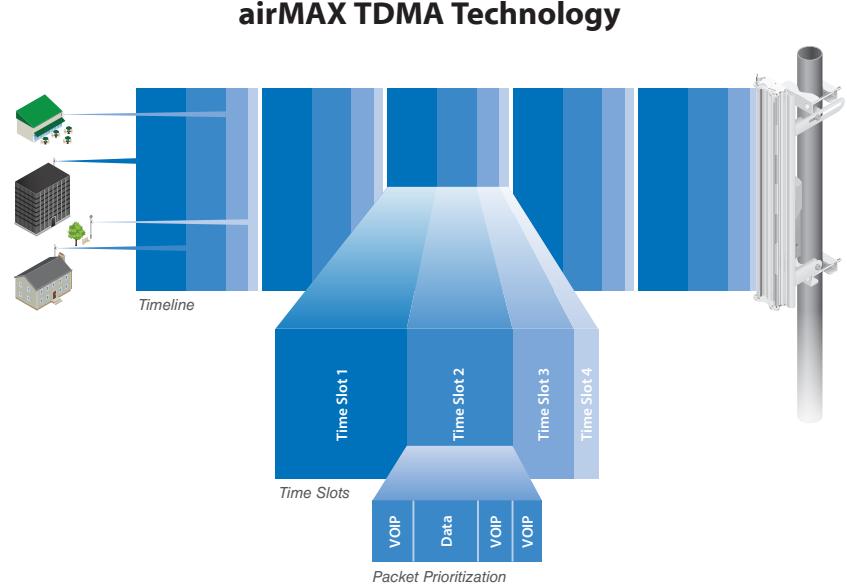 airMAX TDMA Technology
Timeline
Time Slot 1
Time Slot 2
Time Slot 3
Time Slot 4
Time Slots
VOIP
Data
VOIP
VOIP
Packet Prioritization